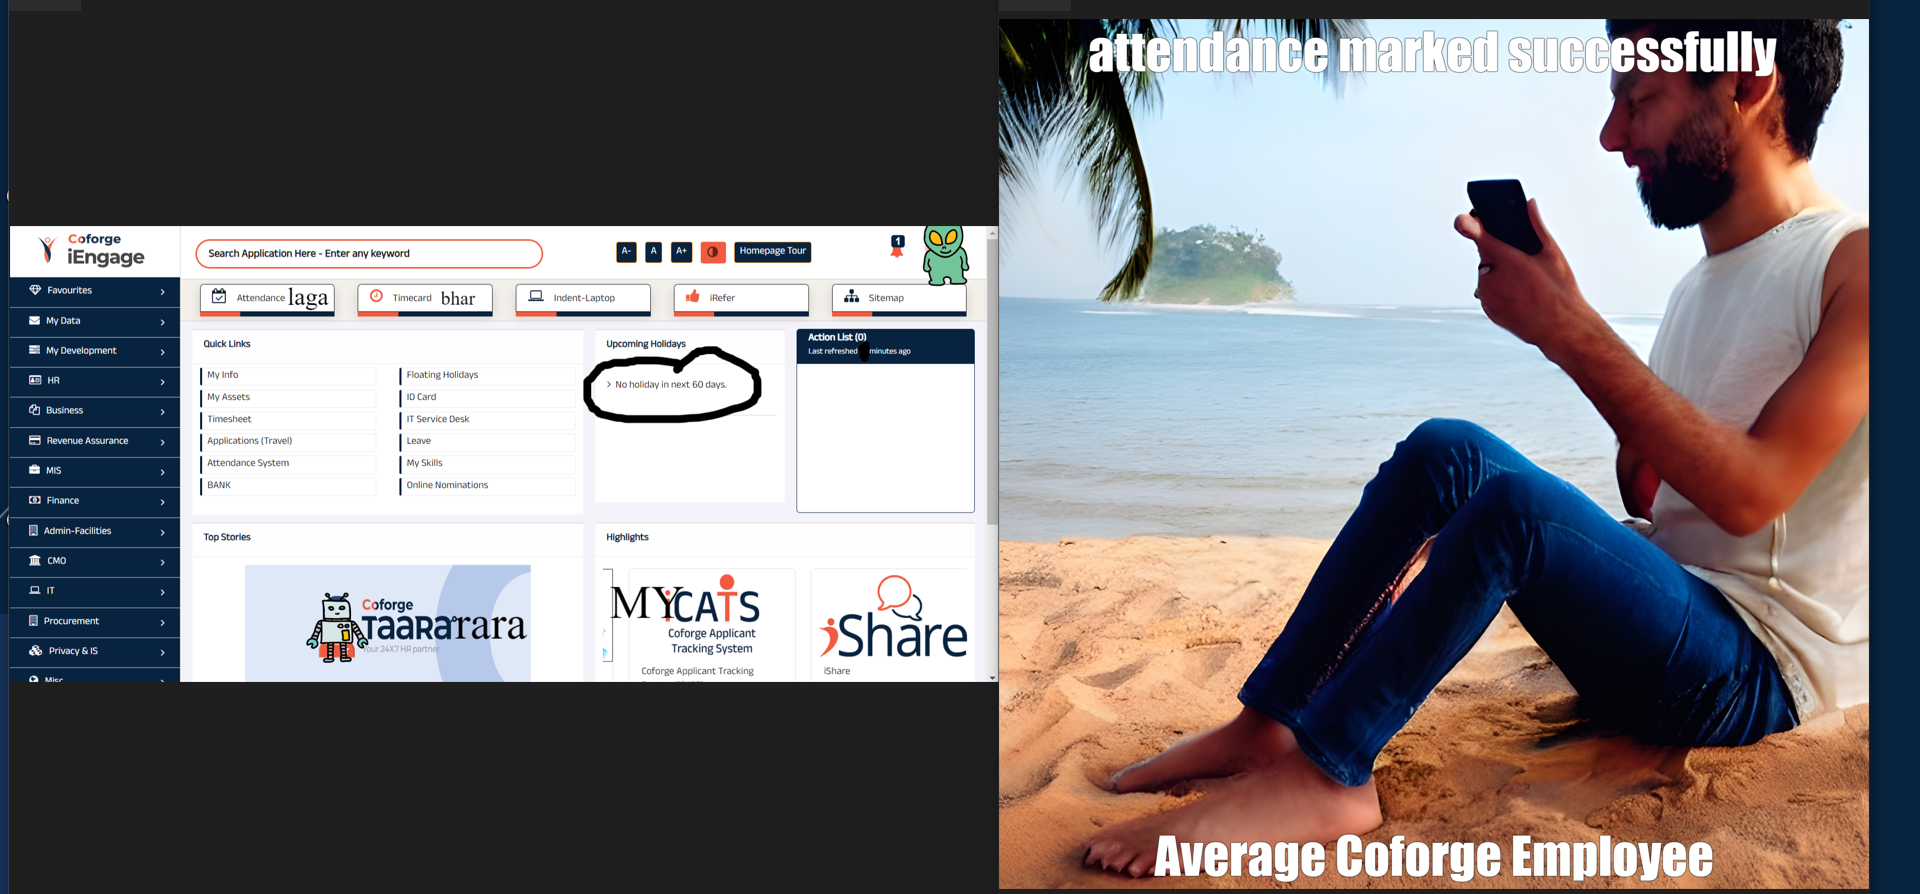 Coforge
iEngage
Search Application Here - Enter any keyword
A-
A
A+
Homepage Tour
1
Favourites
My Data
My Development
HR
Business
Revenue Assurance
MIS
Finance
Admin-Facilities
CMO
IT
Procurement
Privacy & IS
Misc
Attendance laga
Timecard bhar
Indent-Laptop
iRefer
Sitemap
Quick Links
My Info
My Assets
Timesheet
Applications (Travel)
Attendance System
BANK
Floating Holidays
ID Card
IT Service Desk
Leave
My Skills
Online Nominations
Upcoming Holidays
No holiday in next 60 days.
Action List (0)
Last refreshed minutes ago
Top Stories
Coforge
TAARArara
Your 24X7 HR partner
Highlights
MYiCATS
Coforge Applicant
Tracking System
Coforge Applicant Tracking
iShare
iShare
attendance marked successfully
Average Coforge Employee